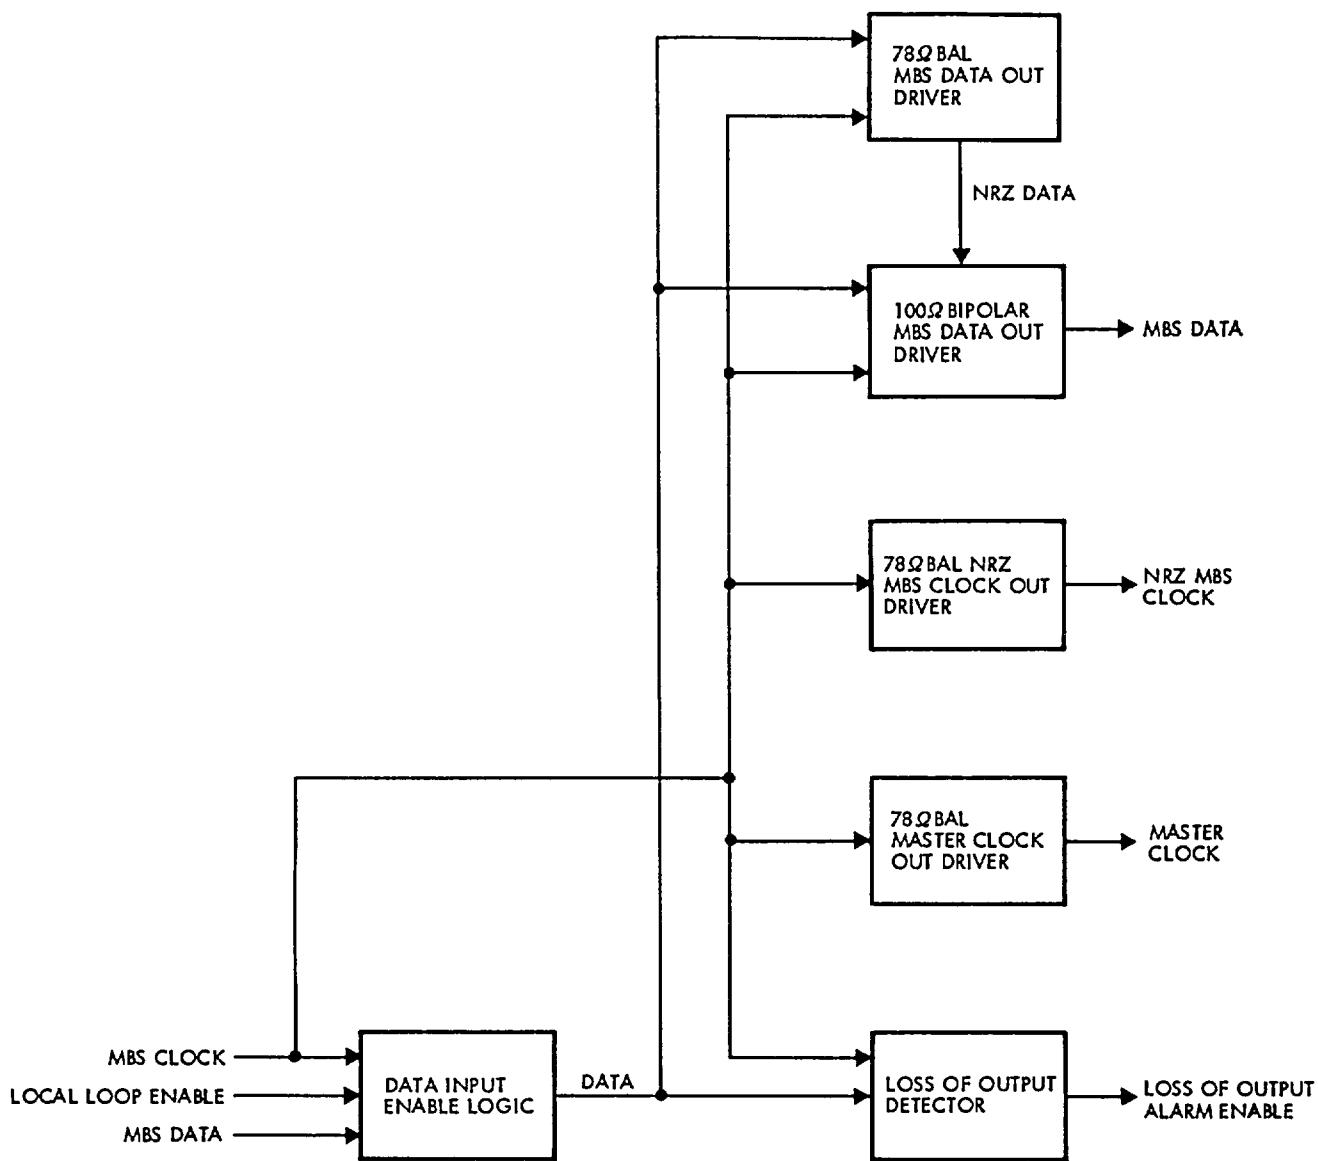 78Ω BAL
MBS DATA OUT
DRIVER
NRZ DATA
100Ω BIPOLAR
MBS DATA OUT
DRIVER
MBS DATA
78Ω BAL NRZ
MBS CLOCK OUT
DRIVER
NRZ MBS
CLOCK
78Ω BAL
MASTER CLOCK
OUT DRIVER
MASTER
CLOCK
MBS CLOCK
LOCAL LOOP ENABLE
MBS DATA
DATA INPUT
ENABLE LOGIC
DATA
LOSS OF OUTPUT
DETECTOR
LOSS OF OUTPUT
ALARM ENABLE